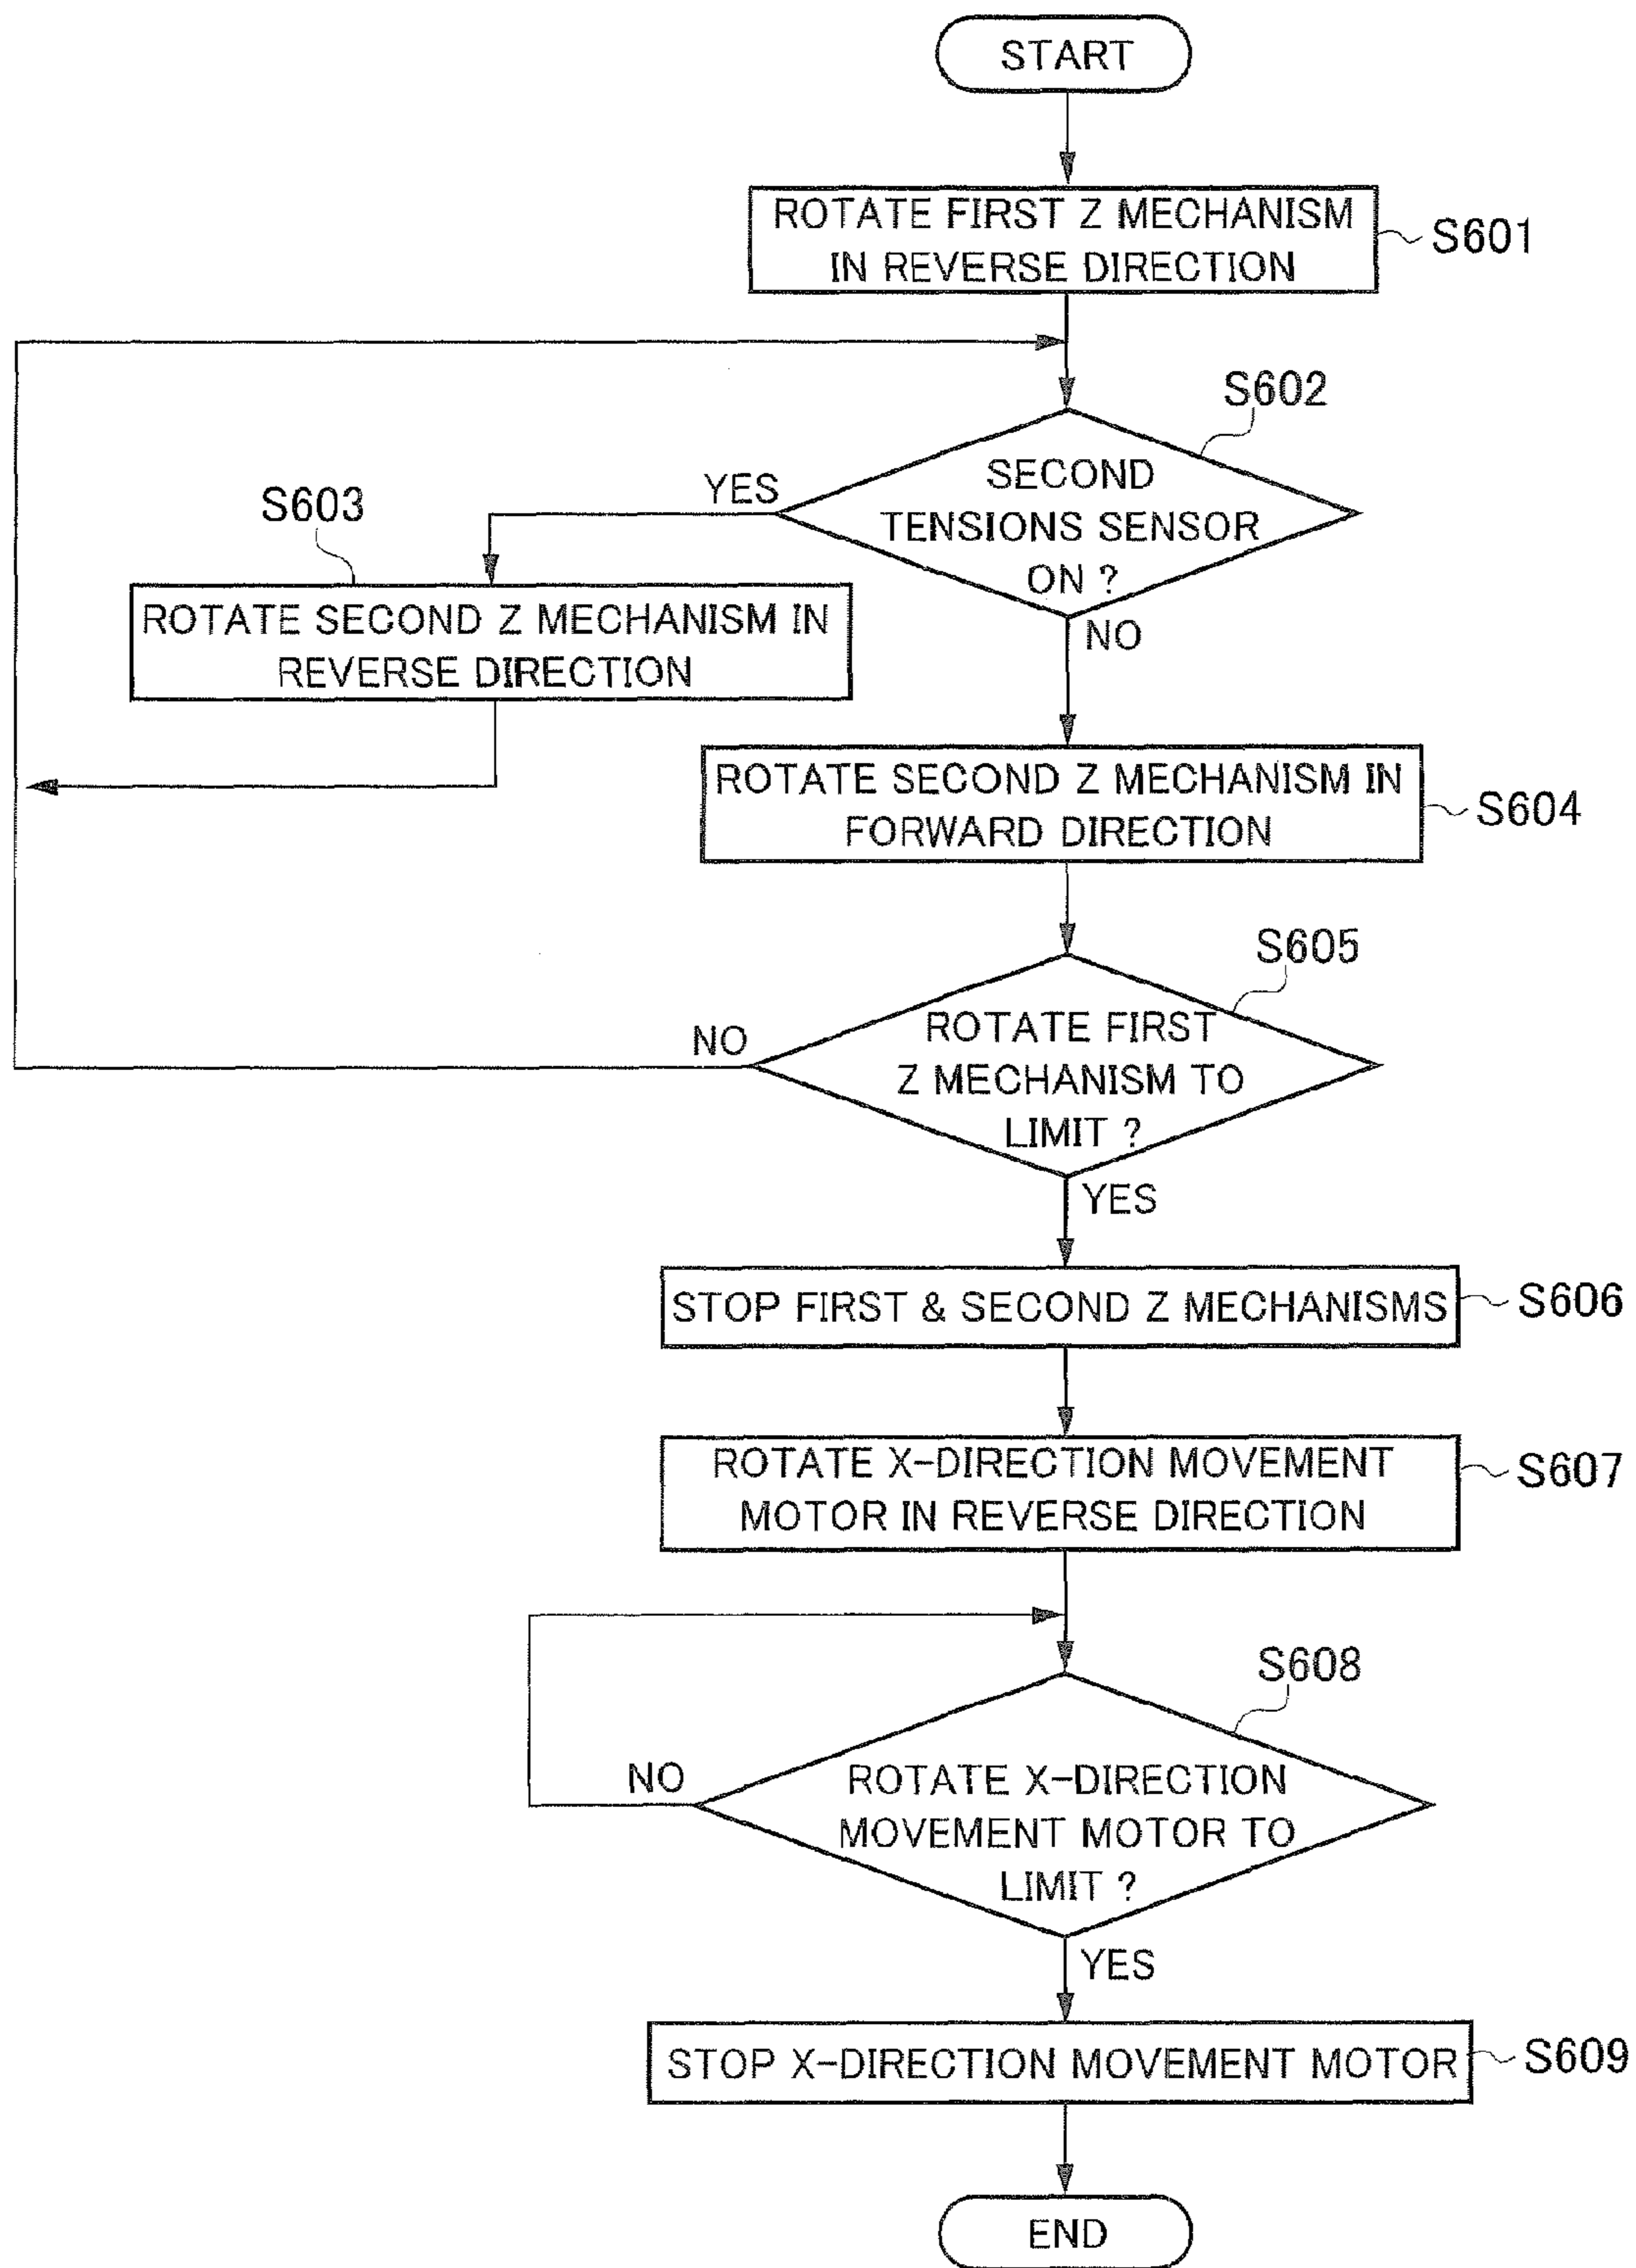 START
ROTATE FIRST Z MECHANISM
IN REVERSE DIRECTION
S601
S602
SECOND
TENSIONS SENSOR
ON ?
YES
NO
S603
ROTATE SECOND Z MECHANISM IN
REVERSE DIRECTION
ROTATE SECOND Z MECHANISM IN
FORWARD DIRECTION
S604
S605
ROTATE FIRST
Z MECHANISM TO
LIMIT ?
NO
YES
STOP FIRST & SECOND Z MECHANISMS
S606
ROTATE X-DIRECTION MOVEMENT
MOTOR IN REVERSE DIRECTION
S607
S608
ROTATE X-DIRECTION
MOVEMENT MOTOR TO
LIMIT ?
NO
YES
STOP X-DIRECTION MOVEMENT MOTOR
S609
END